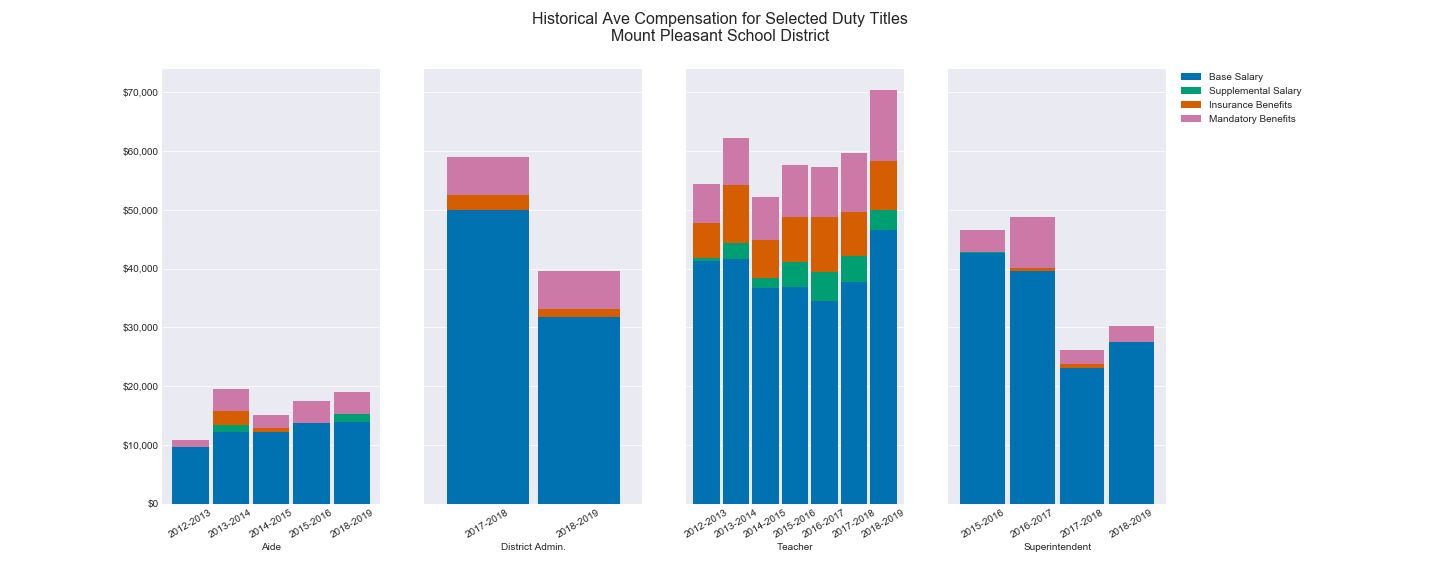 Historical Ave Compensation for Selected Duty Titles
Mount Pleasant School District
Base Salary
Supplemental Salary
Insurance Benefits
Mandatory Benefits
$70,000
$60,000
$50,000
$40,000
$30,000
$20,000
$10,000
$0
2012-2013
2013-2014
2014-2015
2015-2016
2018-2019
Aide
2017-2018
2018-2019
District Admin.
2012-2013
2013-2014
2014-2015
2015-2016
2016-2017
2017-2018
2018-2019
Teacher
2015-2016
2016-2017
2017-2018
2018-2019
Superintendent